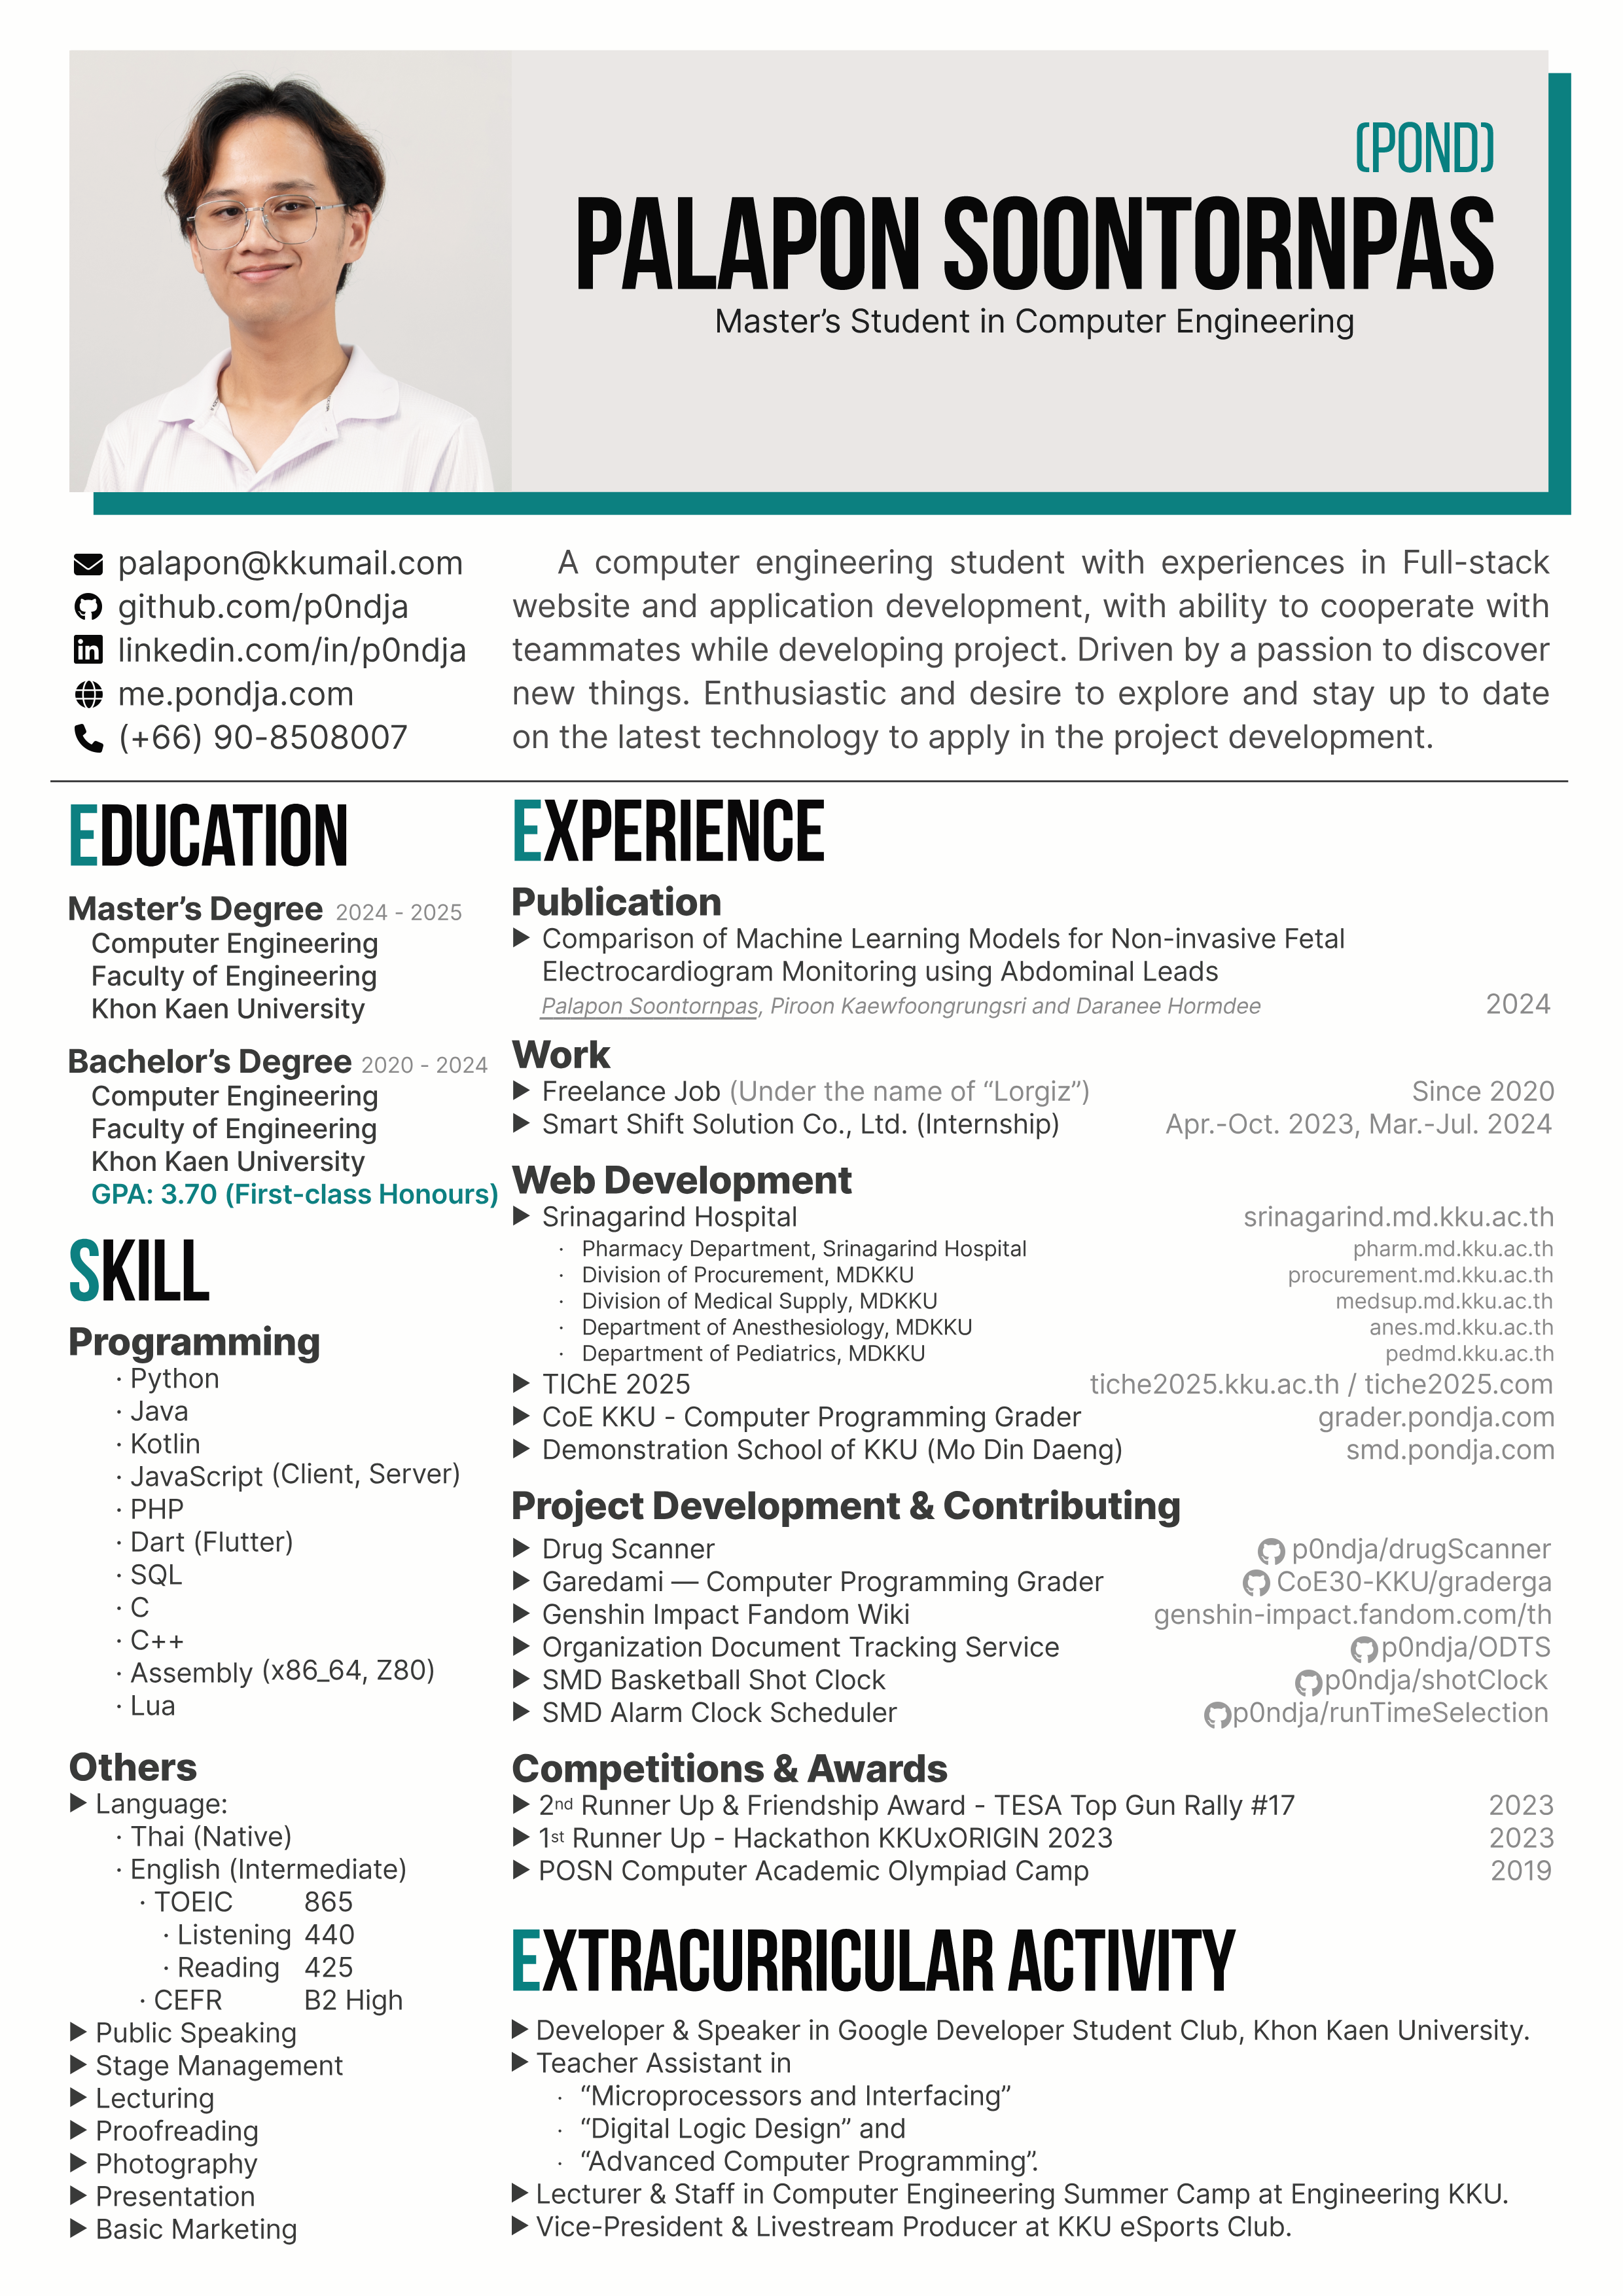 (POND)
PALAPON SOONTORNPAS
Master’s Student in Computer Engineering
palapon@kkumail.com
github.com/p0ndja
linkedin.com/in/p0ndja
me.pondja.com
(+66) 90-8508007
A computer engineering student with experiences in Full-stack
website and application development, with ability to cooperate with
teammates while developing project. Driven by a passion to discover
new things. Enthusiastic and desire to explore and stay up to date
on the latest technology to apply in the project development.
EDUCATION
Master’s Degree 2024 - 2025
Computer Engineering
Faculty of Engineering
Khon Kaen University
Bachelor’s Degree 2020 - 2024
Computer Engineering
Faculty of Engineering
Khon Kaen University
GPA: 3.70 (First-class Honours)
SKILL
Programming
· Python
· Java
· Kotlin
· JavaScript (Client, Server)
· PHP
· Dart (Flutter)
· SQL
· C
· C++
· Assembly (x86_64, Z80)
· Lua
Others
▶ Language:
· Thai (Native)
· English (Intermediate)
· TOEIC 865
· Listening 440
· Reading 425
· CEFR B2 High
▶ Public Speaking
▶ Stage Management
▶ Lecturing
▶ Proofreading
▶ Photography
▶ Presentation
▶ Basic Marketing
EXPERIENCE
Publication
▶ Comparison of Machine Learning Models for Non-invasive Fetal
Electrocardiogram Monitoring using Abdominal Leads
Palapon Soontornpas, Piroon Kaewfoongrungsri and Daranee Hormdee 2024
Work
▶ Freelance Job (Under the name of “Lorgiz”) Since 2020
▶ Smart Shift Solution Co., Ltd. (Internship) Apr.-Oct. 2023, Mar.-Jul. 2024
Web Development
▶ Srinagarind Hospital srinagarind.md.kku.ac.th
· Pharmacy Department, Srinagarind Hospital pharm.md.kku.ac.th
· Division of Procurement, MDKKU procurement.md.kku.ac.th
· Division of Medical Supply, MDKKU medsup.md.kku.ac.th
· Department of Anesthesiology, MDKKU anes.md.kku.ac.th
· Department of Pediatrics, MDKKU pedmd.kku.ac.th
▶ TIChE 2025 tiche2025.kku.ac.th / tiche2025.com
▶ CoE KKU - Computer Programming Grader grader.pondja.com
▶ Demonstration School of KKU (Mo Din Daeng) smd.pondja.com
Project Development & Contributing
▶ Drug Scanner p0ndja/drugScanner
▶ Garedami — Computer Programming Grader CoE30-KKU/graderga
▶ Genshin Impact Fandom Wiki genshin-impact.fandom.com/th
▶ Organization Document Tracking Service p0ndja/ODTS
▶ SMD Basketball Shot Clock p0ndja/shotClock
▶ SMD Alarm Clock Scheduler p0ndja/runTimeSelection
Competitions & Awards
▶ 2nd Runner Up & Friendship Award - TESA Top Gun Rally #17 2023
▶ 1st Runner Up - Hackathon KKUxORIGIN 2023 2023
▶ POSN Computer Academic Olympiad Camp 2019
EXTRACURRICULAR ACTIVITY
▶ Developer & Speaker in Google Developer Student Club, Khon Kaen University.
▶ Teacher Assistant in
· “Microprocessors and Interfacing”
· “Digital Logic Design” and
· “Advanced Computer Programming”.
▶ Lecturer & Staff in Computer Engineering Summer Camp at Engineering KKU.
▶ Vice-President & Livestream Producer at KKU eSports Club.